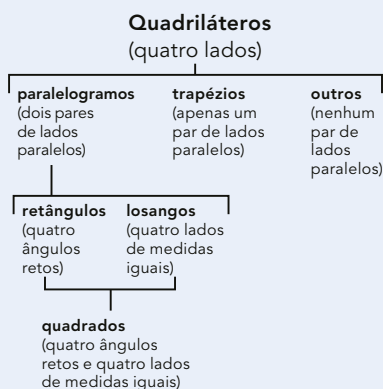 Quadriláteros
(quatro lados)
paralelogramos
(dois pares
de lados
paralelos)
trapézios
(apenas um
par de lados
paralelos)
outros
(nenhum
par de
lados
paralelos)
retângulos
(quatro
ângulos
retos)
losangos
(quatro lados
de medidas
iguais)
quadrados
(quatro ângulos
retos e quatro lados
de medidas iguais)